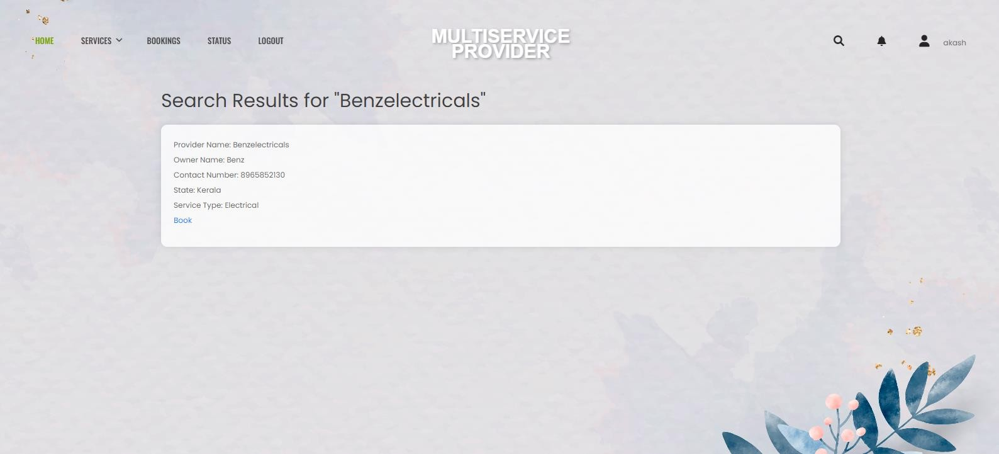 HOME SERVICES BOOKINGS STATUS LOGOUT
MULTISERVICE
PROVIDER
akash
Search Results for "Benzelectricals"
Provider Name: Benzelectricals
Owner Name: Benz
Contact Number: 8965852130
State: Kerala
Service Type: Electrical
Book